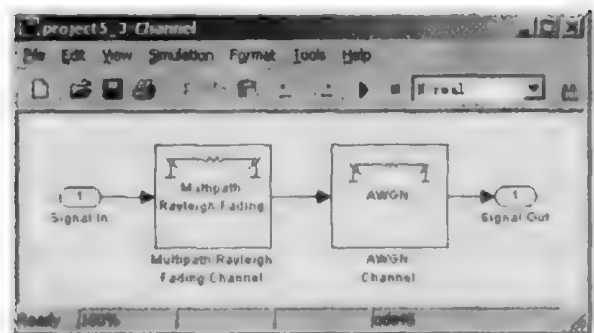 project5_3 Channel
File Edit View Simulation Format Tools Help
1
Signal In
Multipath
Rayleigh Fading
Multipath Rayleigh
Fading Channel
AWGN
AWGN
Channel
1
Signal Out
Ready